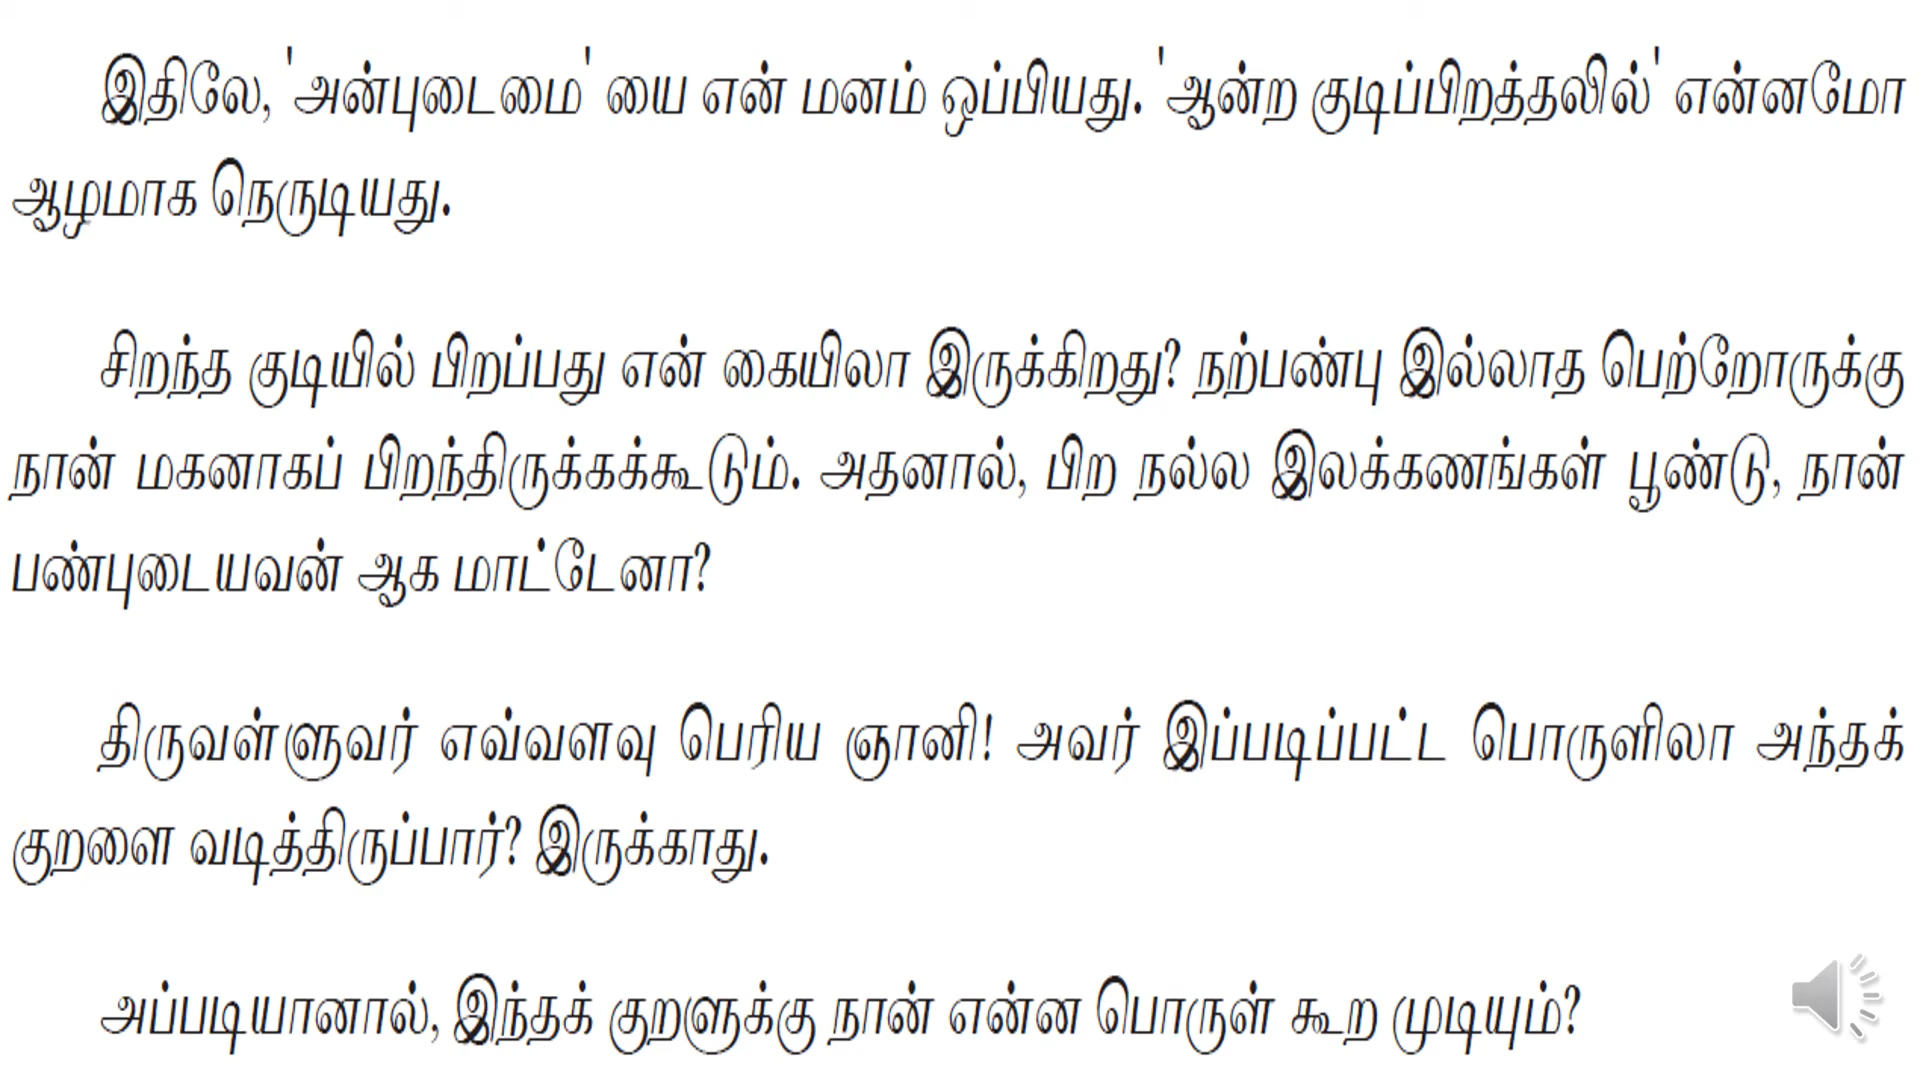 இதிலே, 'அன்புடைமை' யை என் மனம் ஒப்பியது. 'ஆன்ற குடிப்பிறத்தலில்' என்னமோ
ஆழமாக நெருடியது.
சிறந்த குடியில் பிறப்பது என் கையிலா இருக்கிறது? நற்பண்பு இல்லாத பெற்றோருக்கு
நான் மகனாகப் பிறந்திருக்கக்கூடும். அதனால், பிற நல்ல இலக்கணங்கள் பூண்டு, நான்
பண்புடையவன் ஆக மாட்டேனா?
திருவள்ளுவர் எவ்வளவு பெரிய ஞானி! அவர் இப்படிப்பட்ட பொருளிலா அந்தக்
குறளை வடித்திருப்பார்? இருக்காது.
அப்படியானால், இந்தக் குறளுக்கு நான் என்ன பொருள் கூற முடியும்?